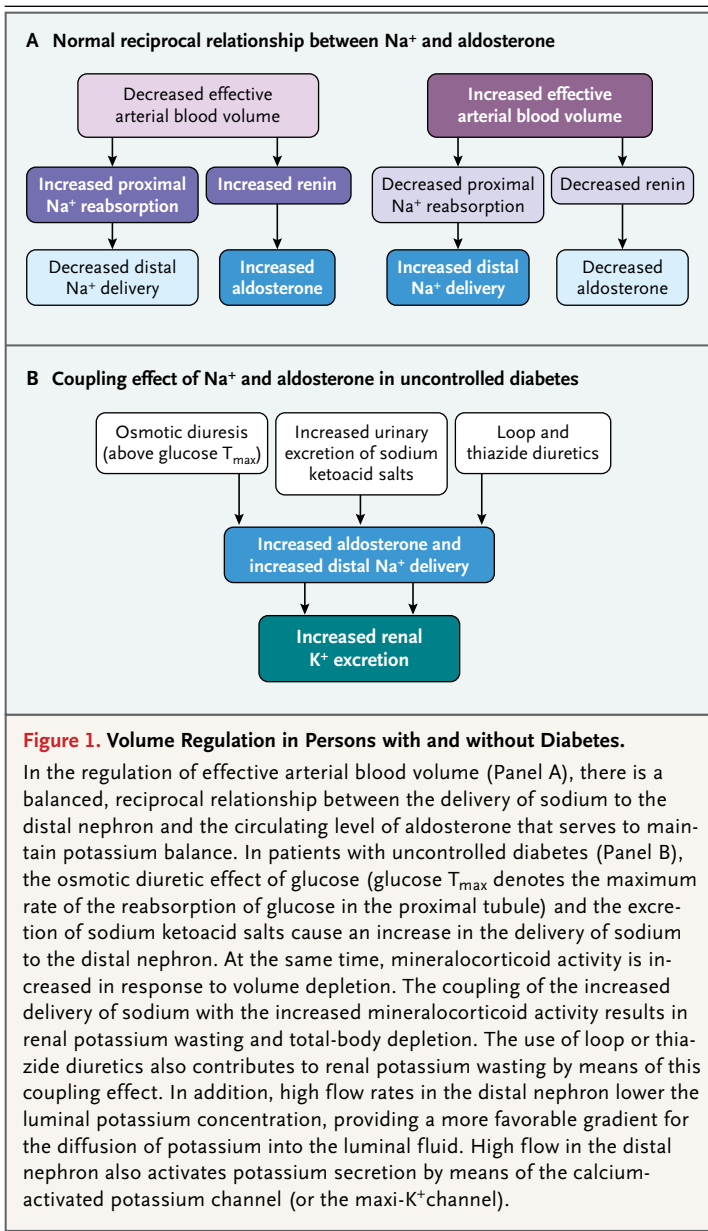 A Normal reciprocal relationship between Na⁺ and aldosterone
Decreased effective
arterial blood volume
Increased proximal
Na⁺ reabsorption
Increased renin
Decreased distal
Na⁺ delivery
Increased
aldosterone
Increased effective
arterial blood volume
Decreased proximal
Na⁺ reabsorption
Decreased renin
Increased distal
Na⁺ delivery
Decreased
aldosterone
B Coupling effect of Na⁺ and aldosterone in uncontrolled diabetes
Osmotic diuresis
(above glucose Tmax)
Increased urinary
excretion of sodium
ketoacid salts
Loop and
thiazide diuretics
Increased aldosterone and
increased distal Na⁺ delivery
Increased renal
K⁺ excretion
Figure 1. Volume Regulation in Persons with and without Diabetes.
In the regulation of effective arterial blood volume (Panel A), there is a
balanced, reciprocal relationship between the delivery of sodium to the
distal nephron and the circulating level of aldosterone that serves to main-
tain potassium balance. In patients with uncontrolled diabetes (Panel B),
the osmotic diuretic effect of glucose (glucose Tmax denotes the maximum
rate of the reabsorption of glucose in the proximal tubule) and the excre-
tion of sodium ketoacid salts cause an increase in the delivery of sodium
to the distal nephron. At the same time, mineralocorticoid activity is in-
creased in response to volume depletion. The coupling of the increased
delivery of sodium with the increased mineralocorticoid activity results in
renal potassium wasting and total-body depletion. The use of loop or thia-
zide diuretics also contributes to renal potassium wasting by means of this
coupling effect. In addition, high flow rates in the distal nephron lower the
luminal potassium concentration, providing a more favorable gradient for
the diffusion of potassium into the luminal fluid. High flow in the distal
nephron also activates potassium secretion by means of the calcium-
activated potassium channel (or the maxi-K⁺channel).